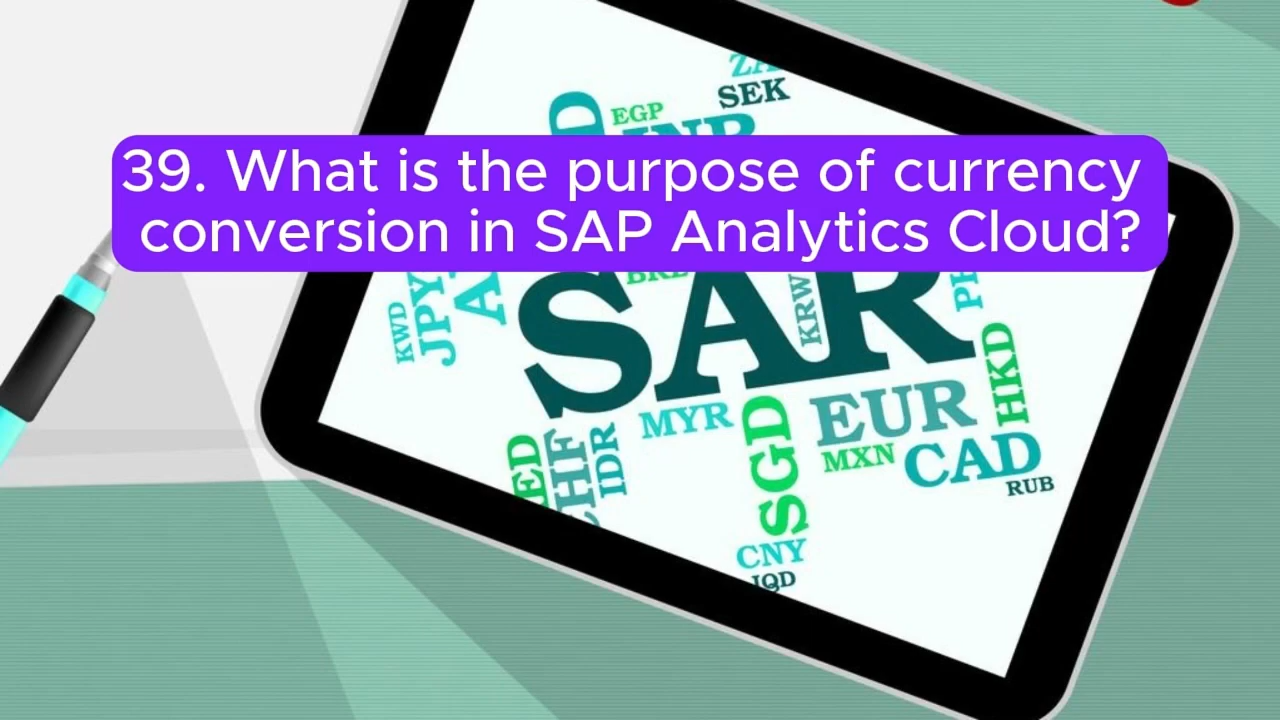 SEK
EGP
39. What is the purpose of currency
conversion in SAP Analytics Cloud?
SAR
KRW
KWD
JPY
HKD
EUR
MYR
SGD
MXN
CAD
RUB
IDR
CNY